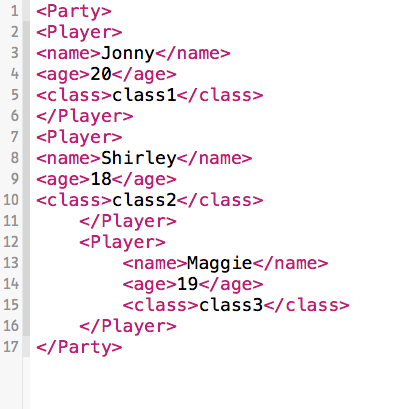 1 <Party>
2 <Player>
3 <name>Jonny</name>
4 <age>20</age>
5 <class>class1</class>
6 </Player>
7 <Player>
8 <name>Shirley</name>
9 <age>18</age>
10 <class>class2</class>
11     </Player>
12     <Player>
13         <name>Maggie</name>
14         <age>19</age>
15         <class>class3</class>
16     </Player>
17 </Party>